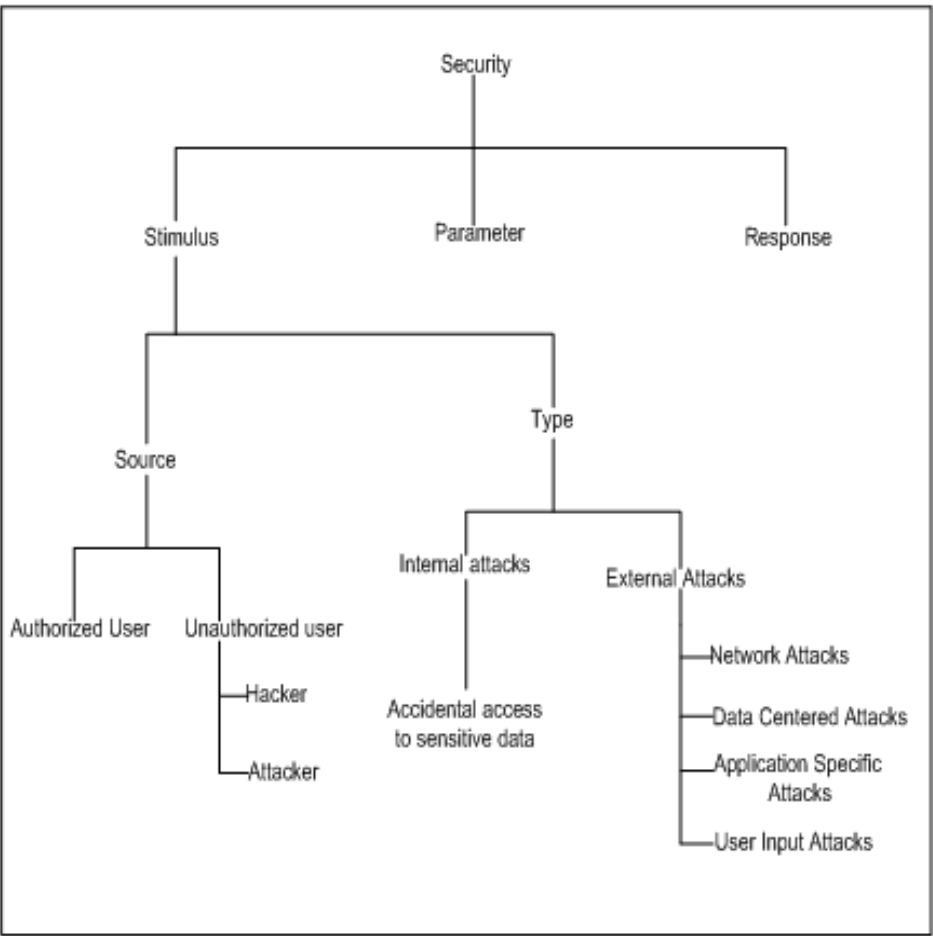 Security
Stimulus
Parameter
Response
Type
Source
Internal attacks
External Attacks
Authorized User
Unauthorized user
Network Attacks
Hacker
Accidental access
to sensitive data
Data Centered Attacks
Attacker
Application Specific
Attacks
User Input Attacks